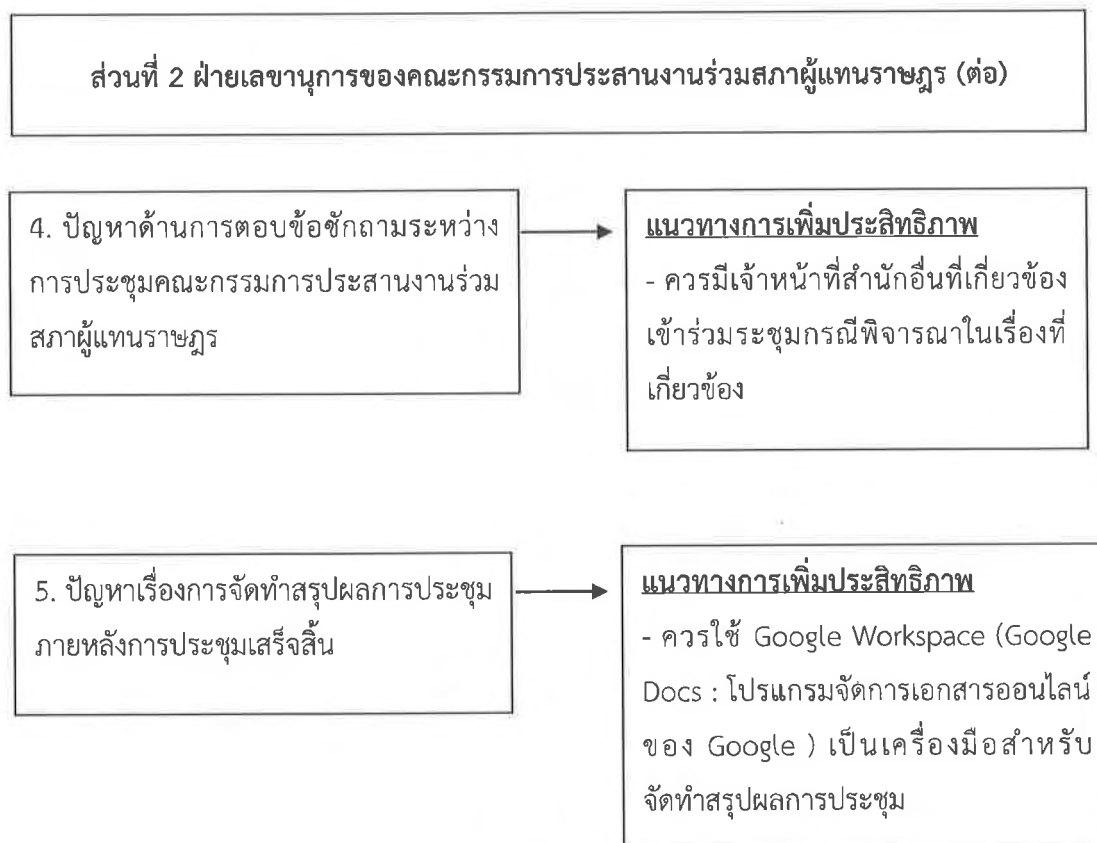 ส่วนที่ 2 ฝ่ายเลขานุการของคณะกรรมการประสานงานร่วมสภาผู้แทนราษฎร (ต่อ)
4. ปัญหาด้านการตอบข้อซักถามระหว่าง
การประชุมคณะกรรมการประสานงานร่วม
สภาผู้แทนราษฎร
แนวทางการเพิ่มประสิทธิภาพ
- ควรมีเจ้าหน้าที่สำนักอื่นที่เกี่ยวข้อง
เข้าร่วมระชุมกรณีพิจารณาในเรื่องที่
เกี่ยวข้อง
5. ปัญหาเรื่องการจัดทำสรุปผลการประชุม
ภายหลังการประชุมเสร็จสิ้น
แนวทางการเพิ่มประสิทธิภาพ
- ควรใช้ Google Workspace (Google
Docs : โปรแกรมจัดการเอกสารออนไลน์
ของ Google ) เป็นเครื่องมือสำหรับ
จัดทำสรุปผลการประชุม